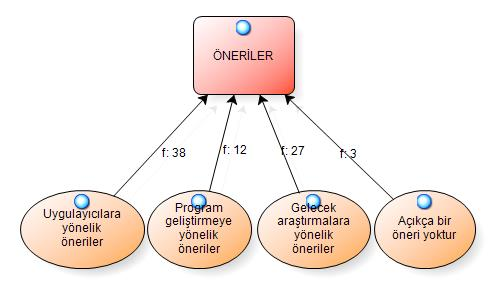 ÖNERİLER
f: 38
f: 12
f: 27
f: 3
Uygulayıcılara
yönelik
öneriler
Program
geliştirmeye
yönelik
öneriler
Gelecek
araştırmalara
yönelik
öneriler
Açıkça bir
öneri yoktur